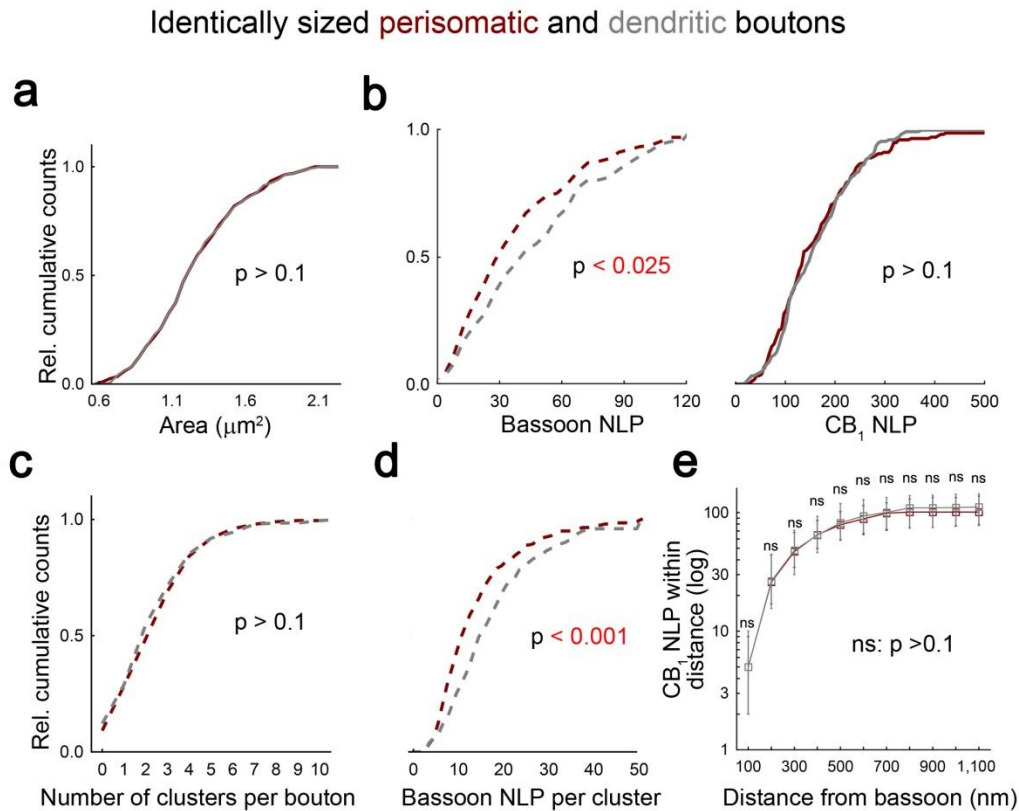 Identically sized perisomatic and dendritic boutons
a
Rel. cumulative counts
1.0
0.5
0.0
p > 0.1
0.6 1.1 1.6 2.1
Area (μm²)
b
1.0
0.5
0.0
p < 0.025
0 30 60 90 120
Bassoon NLP
p > 0.1
0 100 200 300 400 500
CB₁ NLP
c
Rel. cumulative counts
1.0
0.5
0.0
p > 0.1
0 1 2 3 4 5 6 7 8 9 10
Number of clusters per bouton
d
p < 0.001
0 10 20 30 40 50
Bassoon NLP per cluster
e
CB₁ NLP within
distance (log)
100
30
10
3
1
ns ns ns ns ns ns ns ns ns ns ns
ns: p >0.1
100 300 500 700 900 1,100
Distance from bassoon (nm)